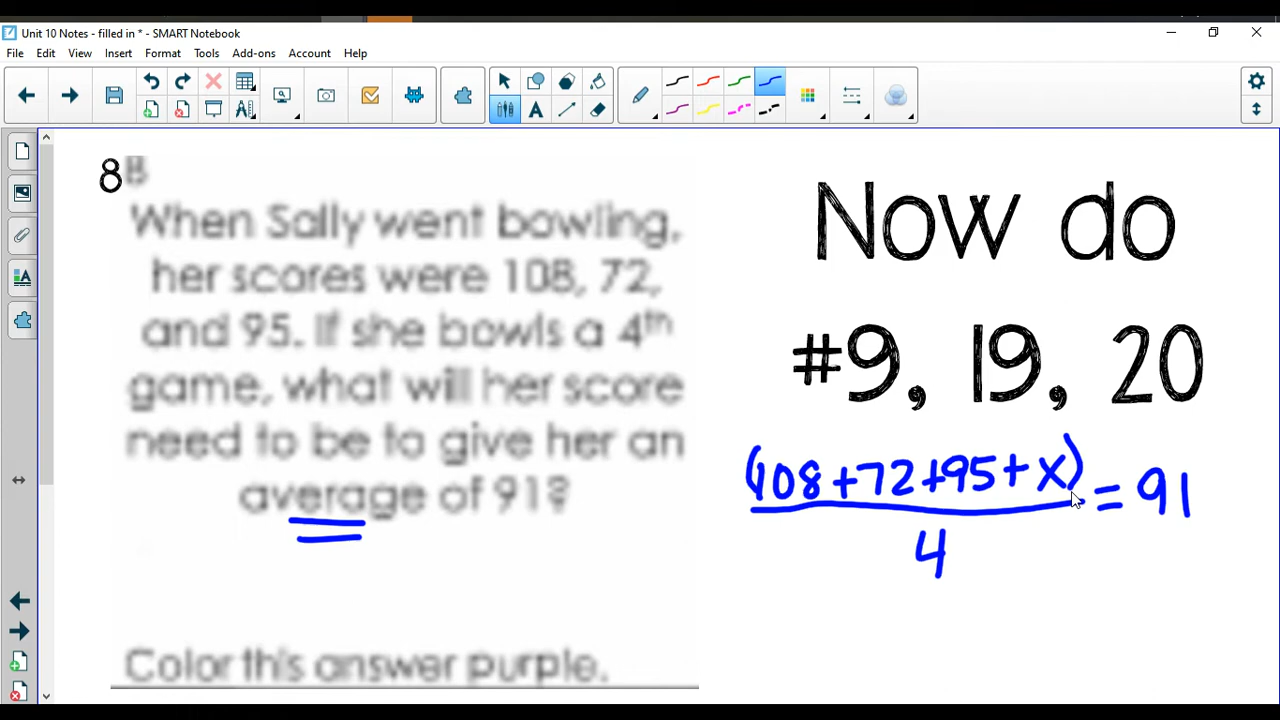 Unit 10 Notes - filled in * - SMART Notebook
File Edit View Insert Format Tools Add-ons Account Help
8
8
When Sally went bowling,
her scores were 108, 72,
and 95. If she bowls a 4th
game, what will her score
need to be to give her an
average of 91?
Color this answer purple.
Now do
#9, 19, 20
(108+72+95+x)
4
= 91